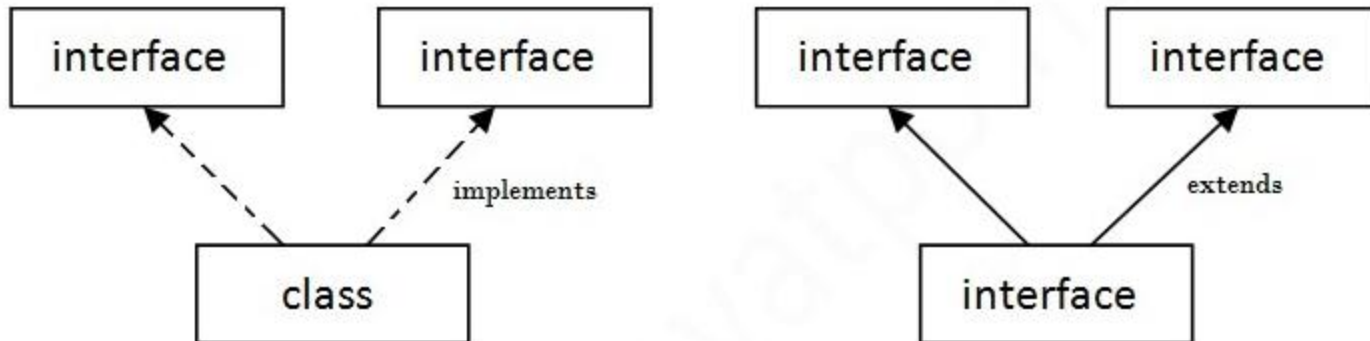 interface interface interface interface
implements extends
class interface